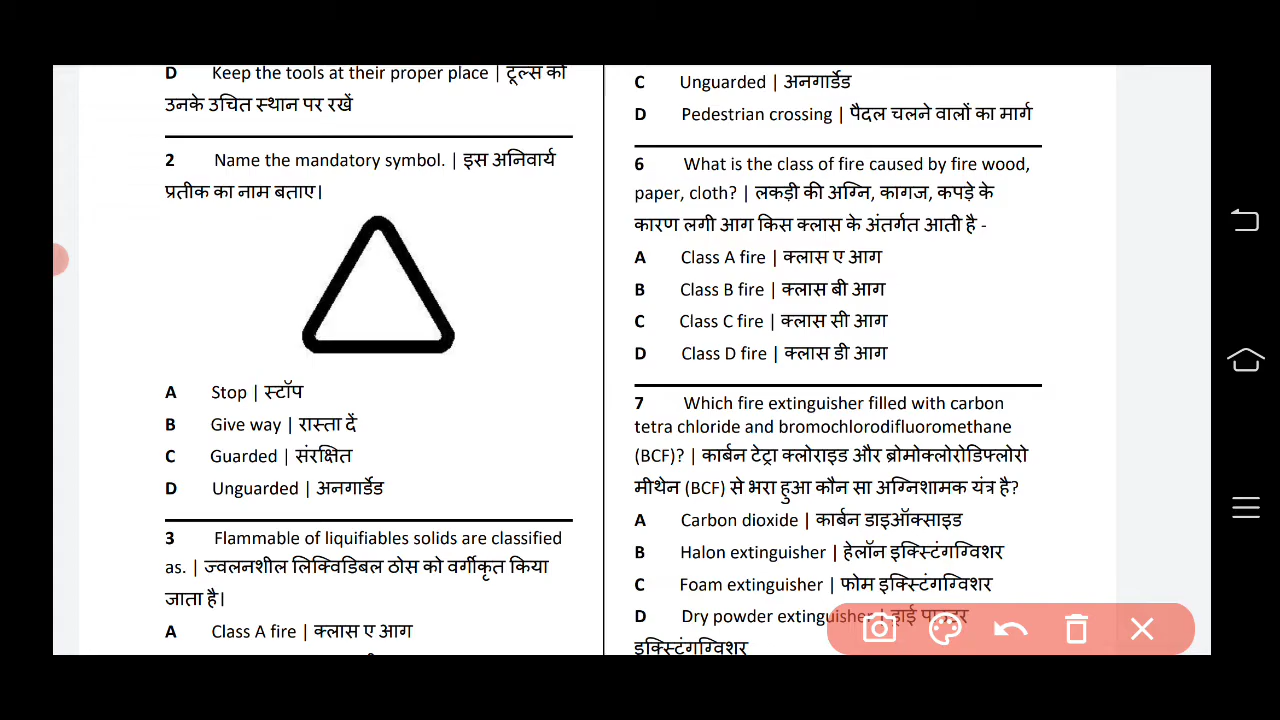 D Keep the tools at their proper place | टूल्स को
उनके उचित स्थान पर रखें
2 Name the mandatory symbol. | इस अनिवार्य
प्रतीक का नाम बताए।
A Stop | स्टॉप
B Give way | रास्ता दें
C Guarded | संरक्षित
D Unguarded | अनगार्डेड
3 Flammable of liquifiables solids are classified
as. | ज्वलनशील लिक्विडिबल ठोस को वर्गीकृत किया
जाता है।
A Class A fire | क्लास ए आग
C Unguarded | अनगार्डेड
D Pedestrian crossing | पैदल चलने वालों का मार्ग
6 What is the class of fire caused by fire wood,
paper, cloth? | लकड़ी की अग्नि, कागज, कपड़े के
कारण लगी आग किस क्लास के अंतर्गत आती है -
A Class A fire | क्लास ए आग
B Class B fire | क्लास बी आग
C Class C fire | क्लास सी आग
D Class D fire | क्लास डी आग
7 Which fire extinguisher filled with carbon
tetra chloride and bromochlorodifluoromethane
(BCF)? | कार्बन टेट्रा क्लोराइड और ब्रोमोक्लोरोडिफ्लोरो
मीथेन (BCF) से भरा हुआ कौन सा अग्निशामक यंत्र है?
A Carbon dioxide | कार्बन डाइऑक्साइड
B Halon extinguisher | हेलॉन इक्स्टिंगग्विशर
C Foam extinguisher | फोम इक्स्टिंगग्विशर
D Dry powder extinguisher | ड्राई पाउडर
इक्स्टिंगग्विशर